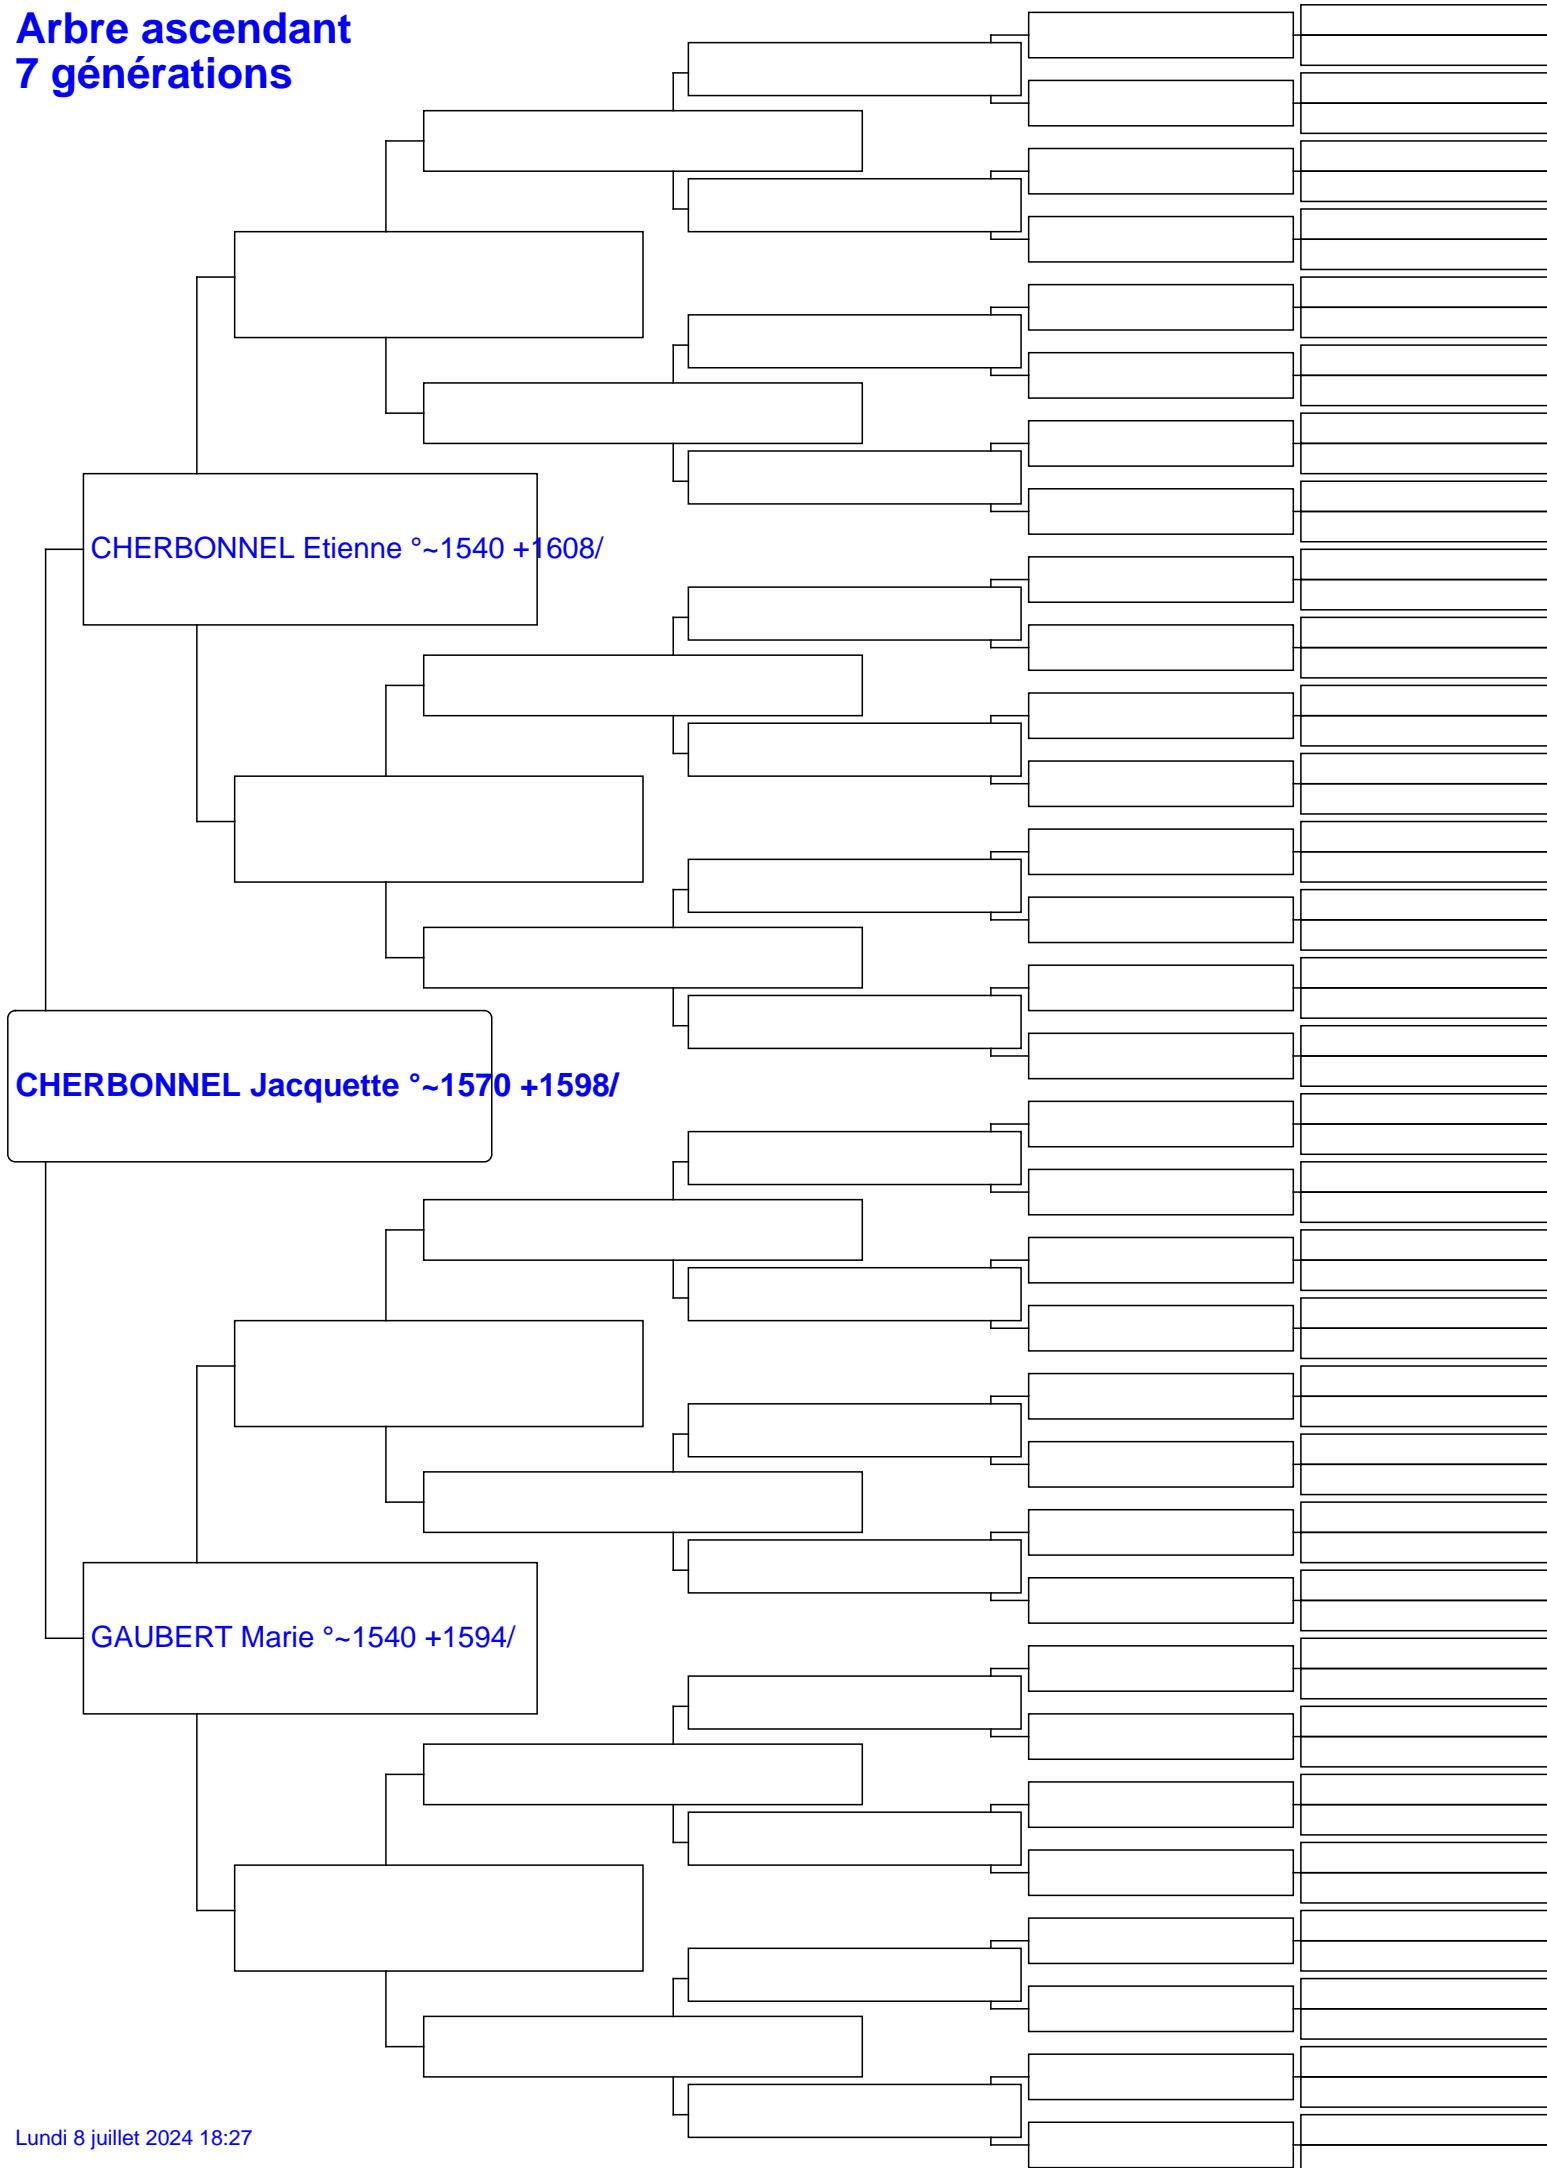 Arbre ascendant
7 générations
CHERBONNEL Etienne °~1540 +1608/
CHERBONNEL Jacquette °~1570 +1598/
GAUBERT Marie °~1540 +1594/
Lundi 8 juillet 2024 18:27